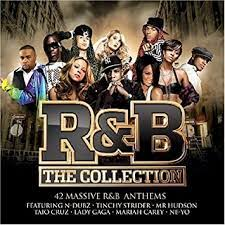 R&B
THE COLLECTION
42 MASSIVE R&B ANTHEMS
FEATURING N-DUBZ · TINCHY STRIDER · MR HUDSON
TAIO CRUZ · LADY GAGA · MARIAH CAREY · NE-YO